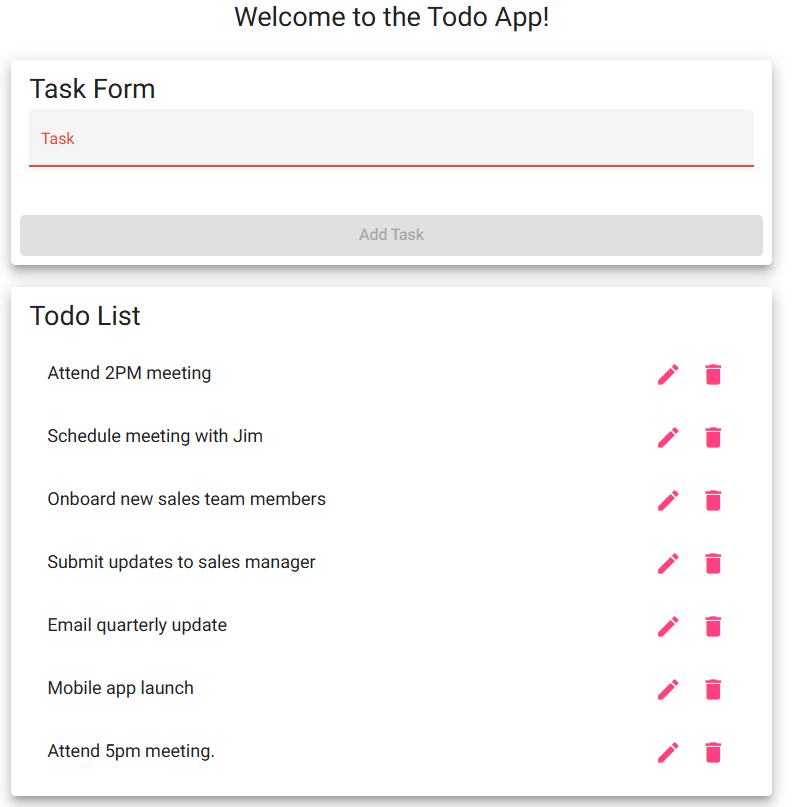 Welcome to the Todo App!
Task Form
Task
Add Task
Todo List
Attend 2PM meeting
Schedule meeting with Jim
Onboard new sales team members
Submit updates to sales manager
Email quarterly update
Mobile app launch
Attend 5pm meeting.